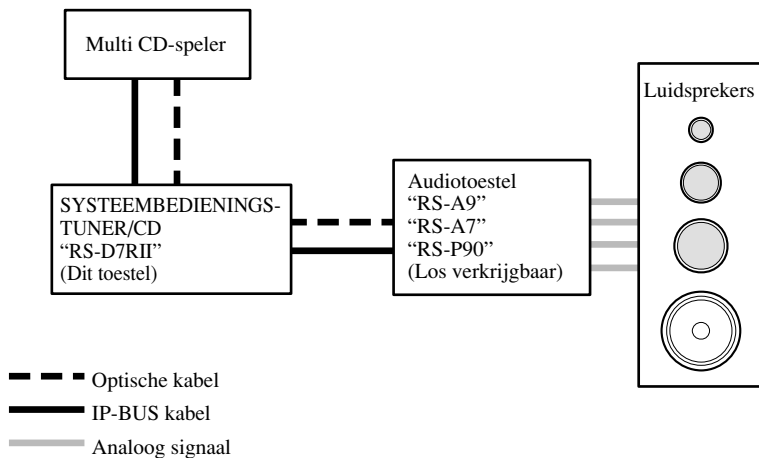 Multi CD-speler
Luidsprekers
SYSTEEMBEDIENINGS-
TUNER/CD
“RS-D7RII”
(Dit toestel)
Audiotoestel
“RS-A9”
“RS-A7”
“RS-P90”
(Los verkrijgbaar)
Optische kabel
IP-BUS kabel
Analoog signaal